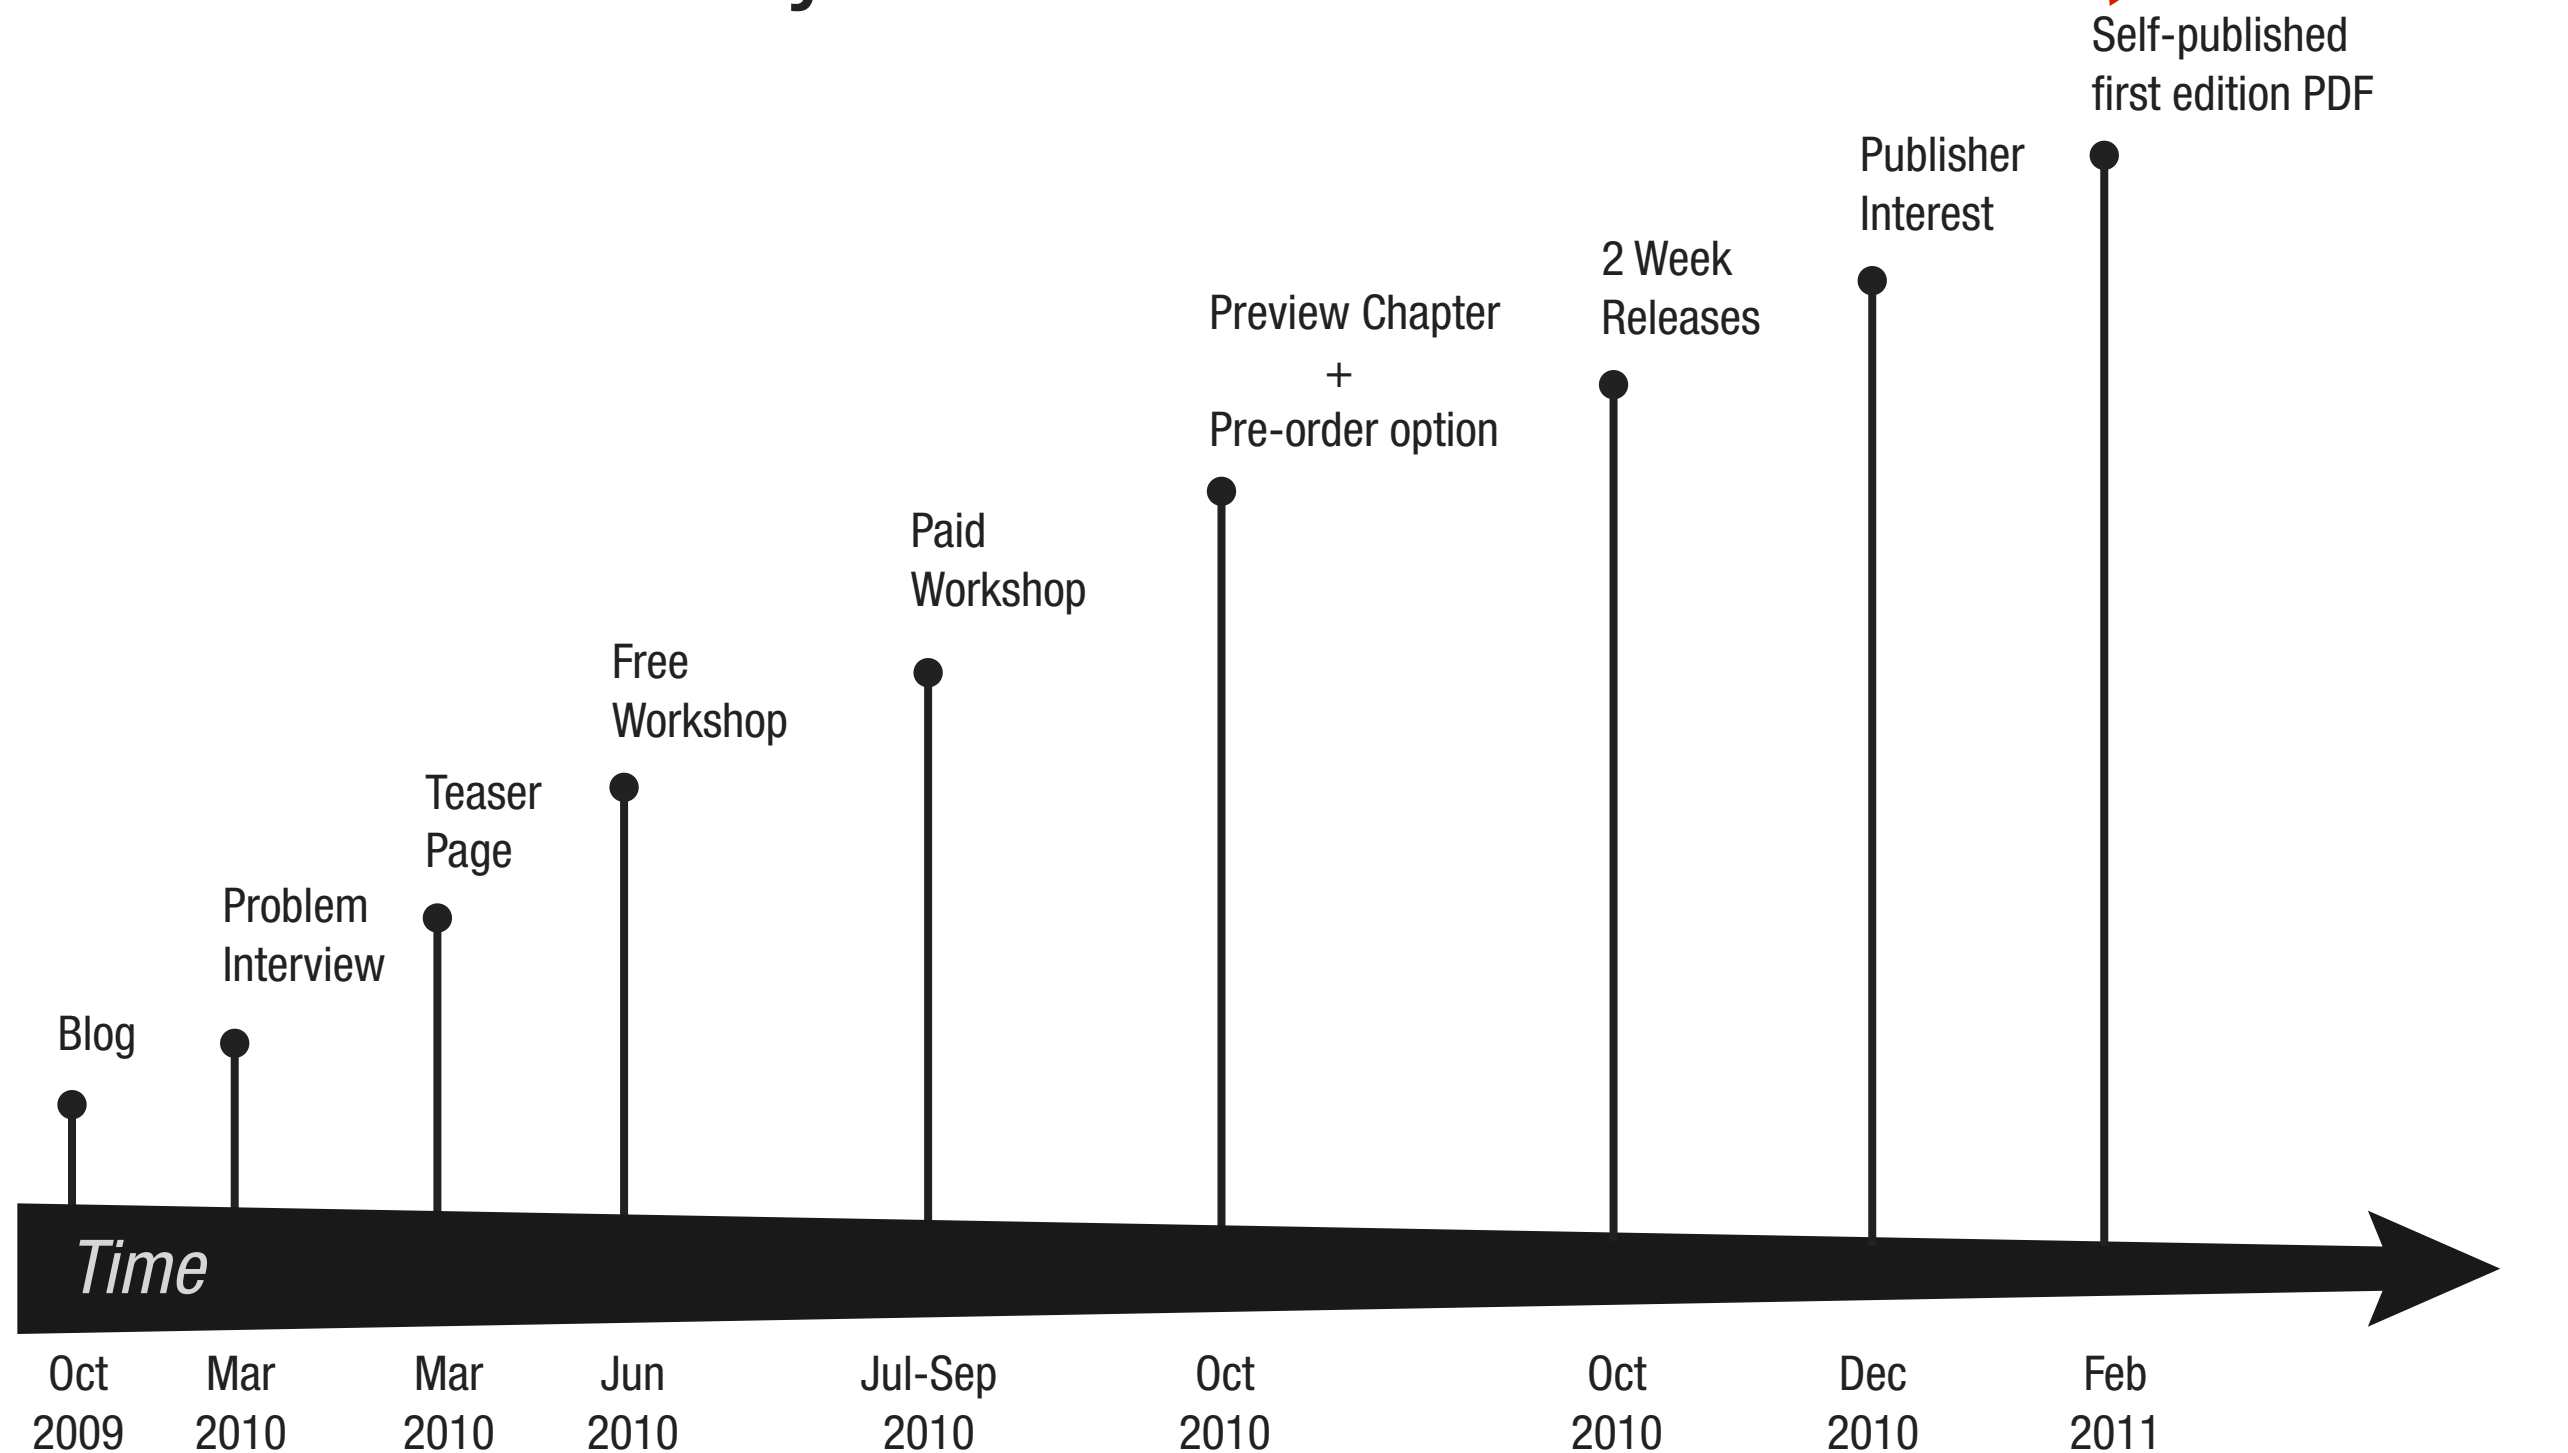 Self-published
first edition PDF
Publisher
Interest
2 Week
Releases
Preview Chapter
+
Pre-order option
Paid
Workshop
Free
Workshop
Teaser
Page
Problem
Interview
Blog
Time
Oct
2009
Mar
2010
Mar
2010
Jun
2010
Jul-Sep
2010
Oct
2010
Oct
2010
Dec
2010
Feb
2011